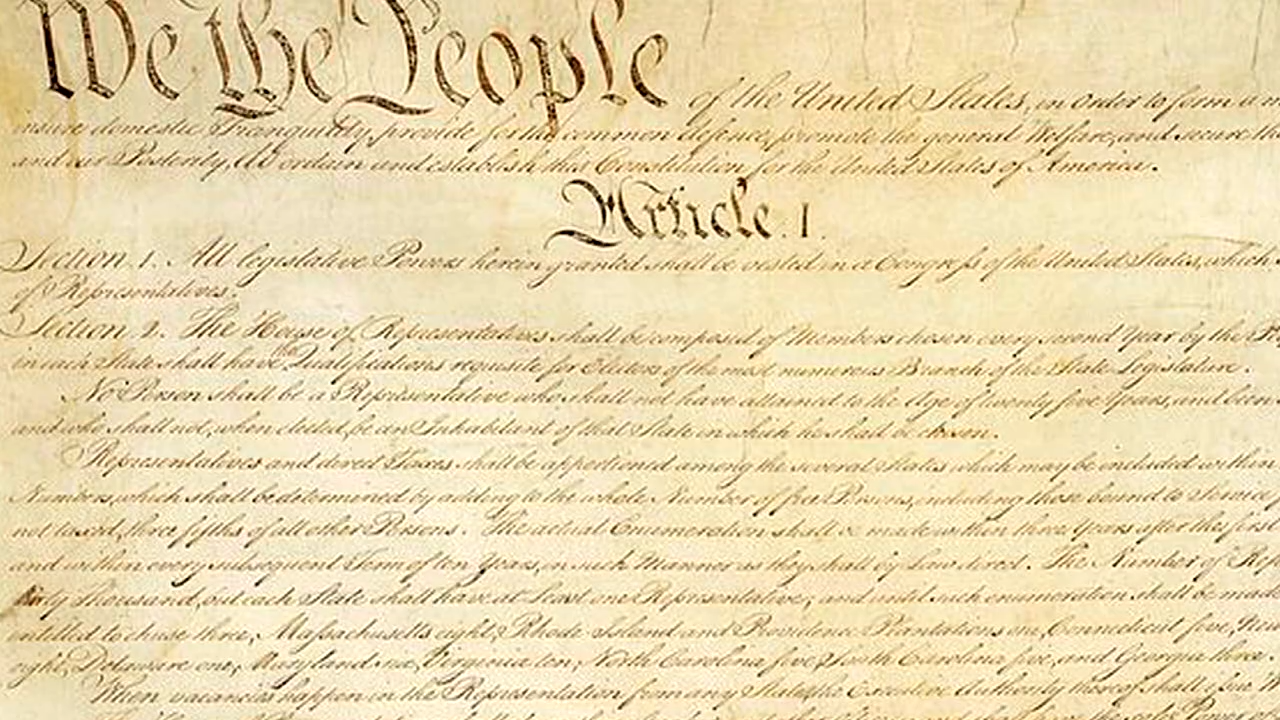 We the People of the United States, in Order to form a m
insure domestic Tranquility, provide for the common defence, promote the general Welfare, and secure the
and our Posterity, do ordain and establish this Constitution for the United States of America.
Article. I.
Section. 1. All legislative Powers herein granted shall be vested in a Congress of the United States, which
of Representatives.
Section. 2. The House of Representatives shall be composed of Members chosen every second Year by the Pe
in each State shall have Qualifications requisite for Electors of the most numerous Branch of the State Legislature.
No Person shall be a Representative who shall not have attained to the Age of twenty five Years, and been
and who shall not, when elected, be an Inhabitant of that State in which he shall be chosen.
Representatives and direct Taxes shall be apportioned among the several States which may be included within
Numbers, which shall be determined by adding to the whole Number of free Persons, including those bound to Service f
not taxed, three fifths of all other Persons. The actual Enumeration shall be made within three Years after the first
and within every subsequent Term of ten Years, in such Manner as they shall by Law direct. The Number of Rep
thirty Thousand, but each State shall have at Least one Representative; and until such enumeration shall be made
entitled to chuse three, Massachusetts eight, Rhode Island and Providence Plantations one, Connecticut five, New
eight, Delaware one, Maryland six, Virginia ten, North Carolina five, South Carolina five, and Georgia three.
When vacancies happen in the Representation from any State, the Executive Authority thereof shall issue W